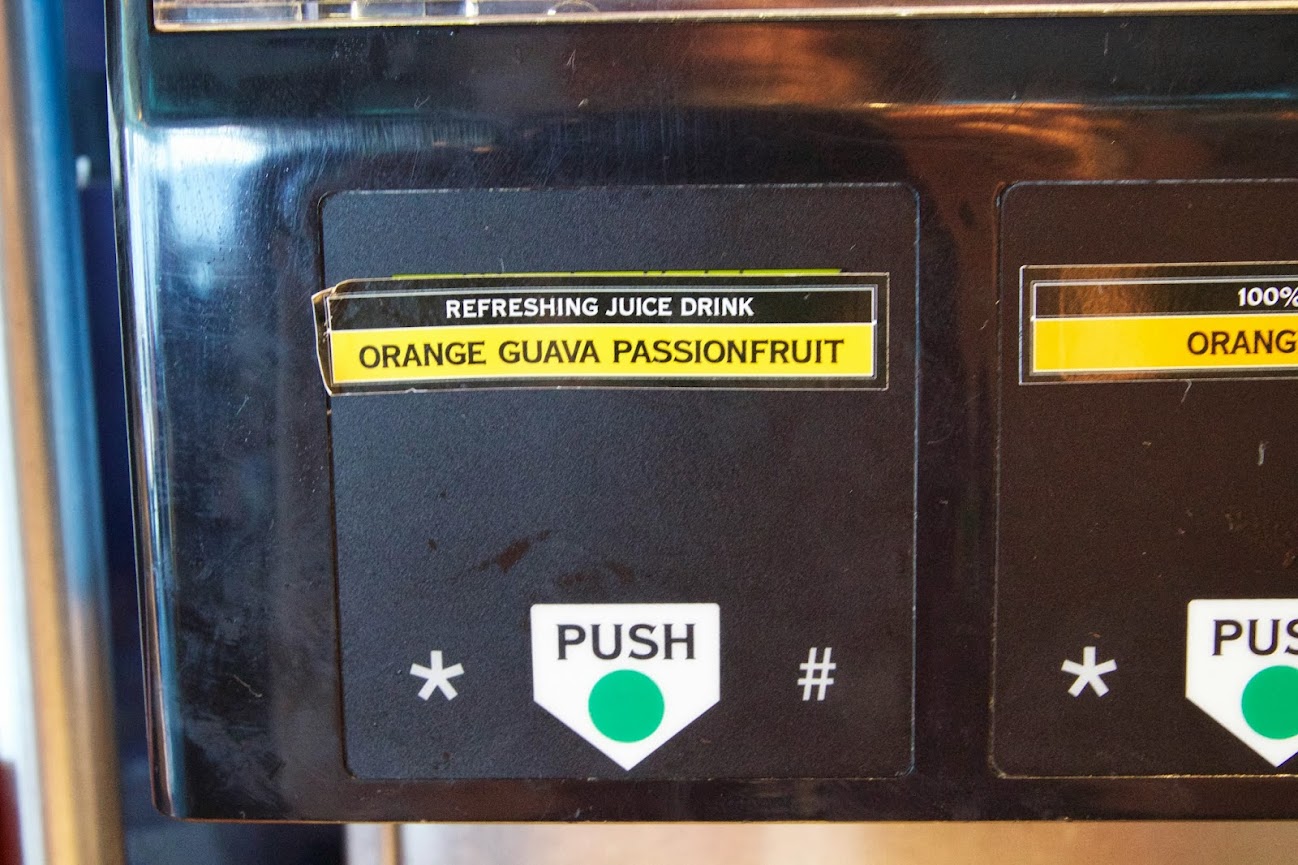 REFRESHING JUICE DRINK
ORANGE GUAVA PASSIONFRUIT
* PUSH #
100%
ORANG
* PUS